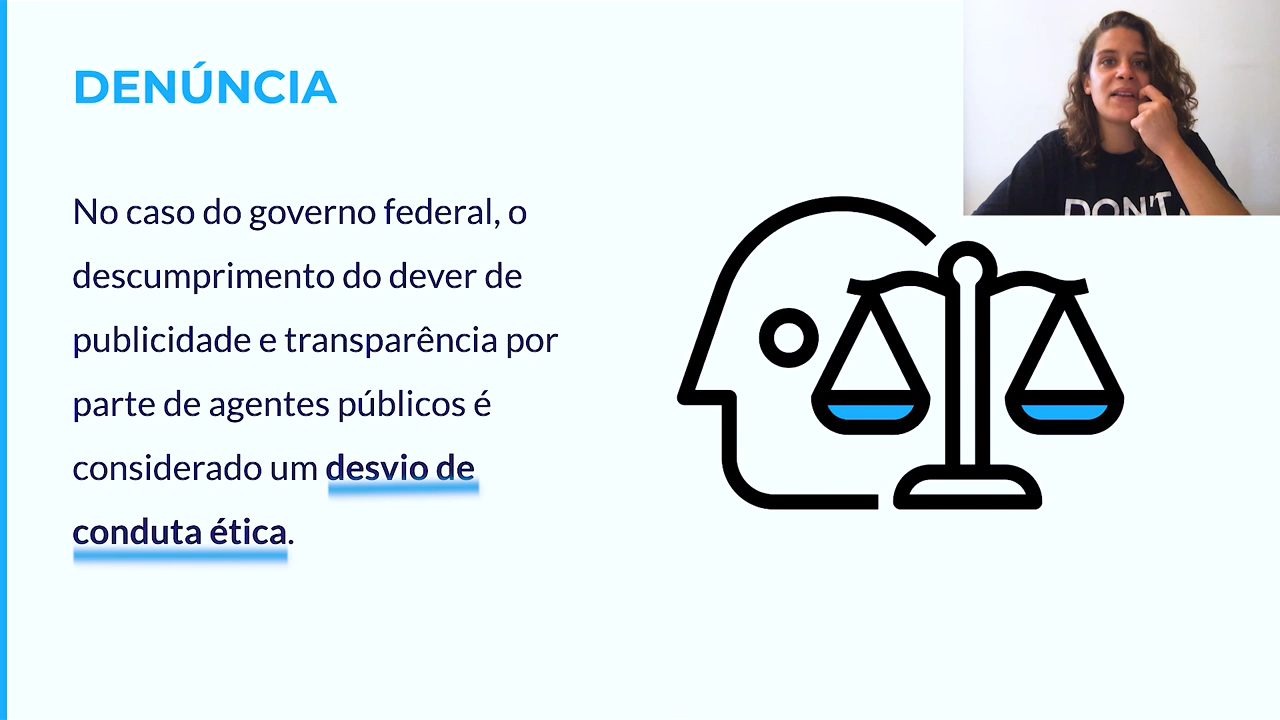 DENÚNCIA
No caso do governo federal, o
descumprimento do dever de
publicidade e transparência por
parte de agentes públicos é
considerado um desvio de
conduta ética.
DON'T